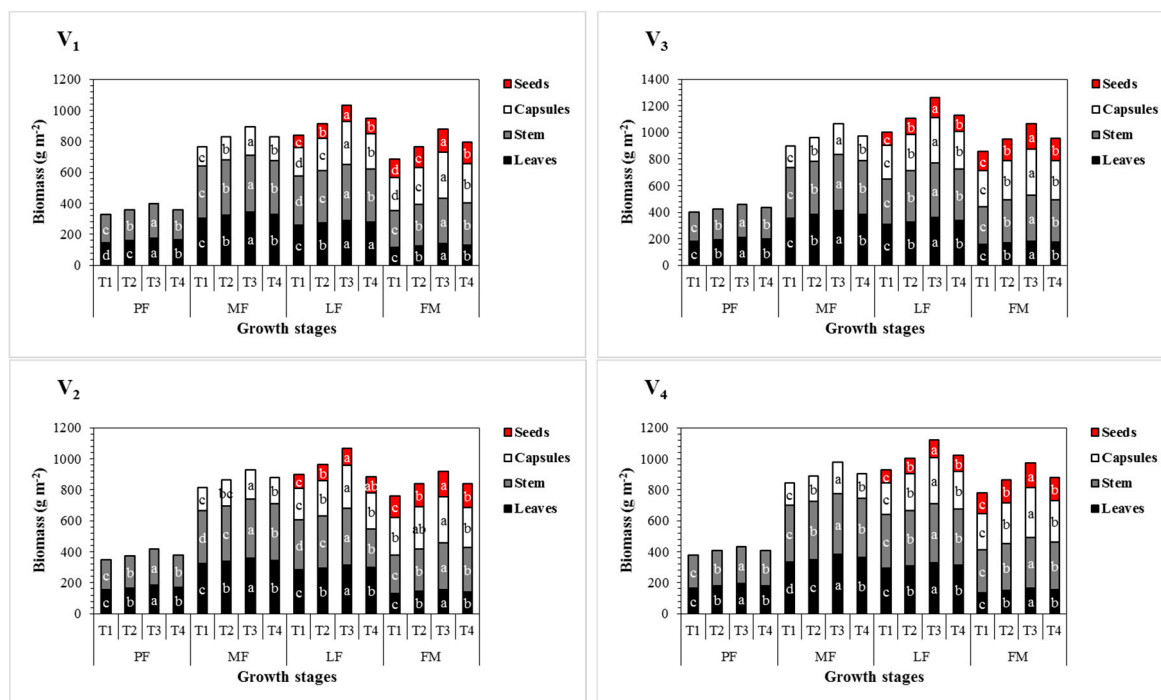 V1
Biomass (g m-2)
1200
1000
800
600
400
200
0
c b a b
d c a b
c b a b
c b a b
c b a b
c b a b
d c a b
d c a b
c b a a
d c a b
d c a b
c b a b
c b a b
T1 T2 T3 T4 T1 T2 T3 T4 T1 T2 T3 T4 T1 T2 T3 T4
PF MF LF FM
Growth stages
Seeds
Capsules
Stem
Leaves
V3
Biomass (g m-2)
1400
1200
1000
800
600
400
200
0
c b a b
c b a b
c b a b
c b a b
c b a b
c b a b
c b a b
c b a b
c b a b
c b a b
c b a b
c b a b
c b a b
T1 T2 T3 T4 T1 T2 T3 T4 T1 T2 T3 T4 T1 T2 T3 T4
PF MF LF FM
Growth stages
Seeds
Capsules
Stem
Leaves
V2
Biomass (g m-2)
1200
1000
800
600
400
200
0
c b a b
c b a b
c bc a b
d c a b
c b a b
c b a ab
c b a b
d c a b
c b a b
c b a b
b ab a b
c b a b
c b a b
T1 T2 T3 T4 T1 T2 T3 T4 T1 T2 T3 T4 T1 T2 T3 T4
PF MF LF FM
Growth stages
Seeds
Capsules
Stem
Leaves
V4
Biomass (g m-2)
1200
1000
800
600
400
200
0
c b a b
c b a b
c b a b
c b a b
d c a b
c b a b
c b a b
c b a b
c b a b
c b a b
c b a b
c b a b
c b a b
T1 T2 T3 T4 T1 T2 T3 T4 T1 T2 T3 T4 T1 T2 T3 T4
PF MF LF FM
Growth stages
Seeds
Capsules
Stem
Leaves